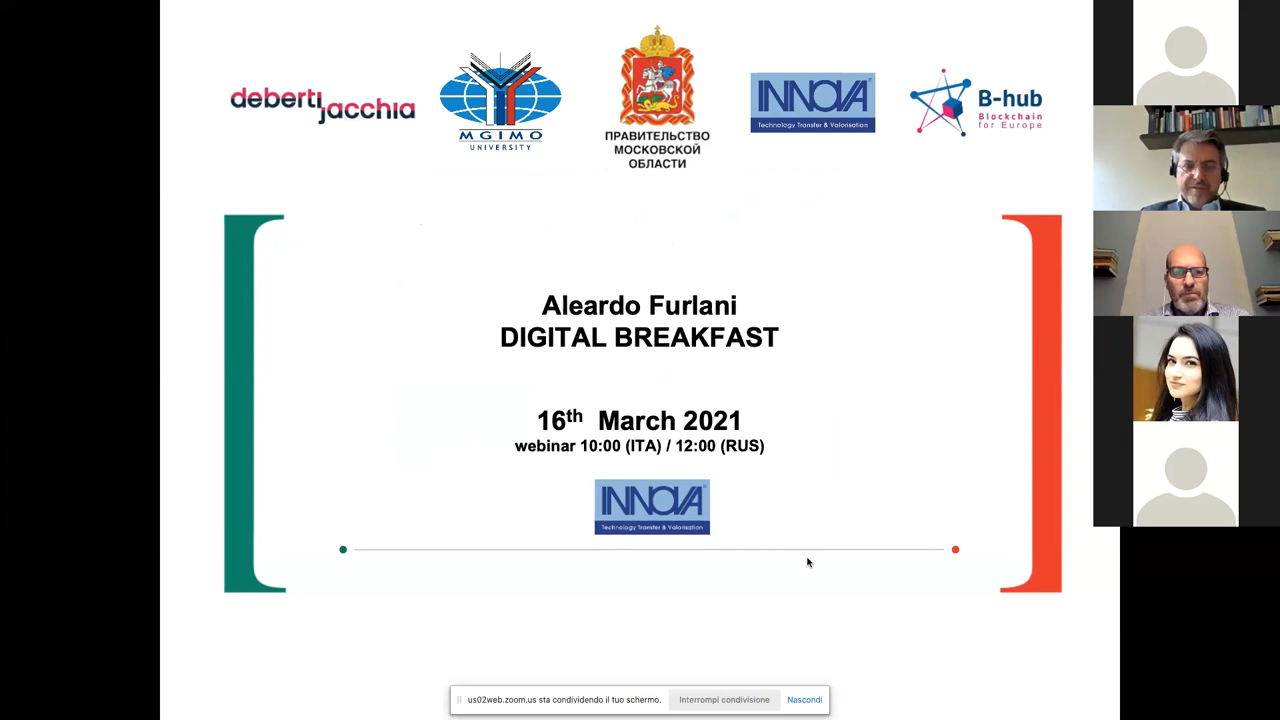 deberti
jacchia
MGIMO
UNIVERSITY
ПРАВИТЕЛЬСТВО
МОСКОВСКОЙ
ОБЛАСТИ
INNOVA
Technology Transfer & Valorisation
B-hub
Blockchain
for Europe
Aleardo Furlani
DIGITAL BREAKFAST
16th March 2021
webinar 10:00 (ITA) / 12:00 (RUS)
INNOVA
Technology Transfer & Valorisation
us02web.zoom.us sta condividendo il tuo schermo. Interrompi condivisione Nascondi